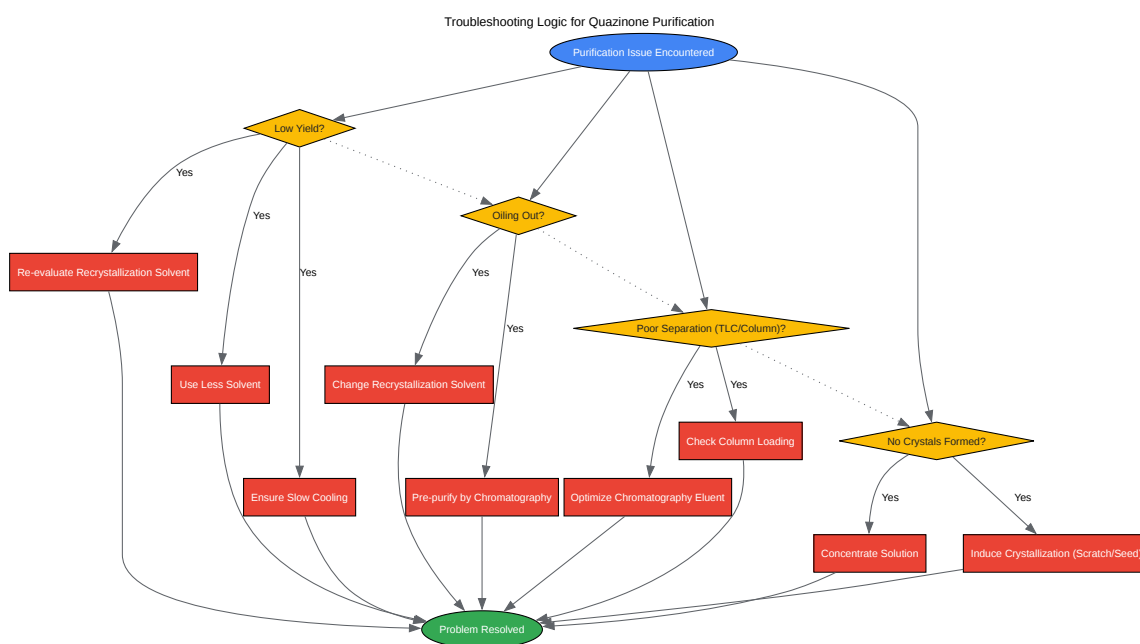 Troubleshooting Logic for Quazinone Purification
Purification Issue Encountered
Low Yield?
Yes
Yes
Oiling Out?
Re-evaluate Recrystallization Solvent
Yes
Yes
Yes
Poor Separation (TLC/Column)?
Use Less Solvent
Change Recrystallization Solvent
Yes
Yes
Check Column Loading
No Crystals Formed?
Ensure Slow Cooling
Pre-purify by Chromatography
Optimize Chromatography Eluent
Yes
Yes
Concentrate Solution
Induce Crystallization (Scratch/Seed)
Problem Resolved